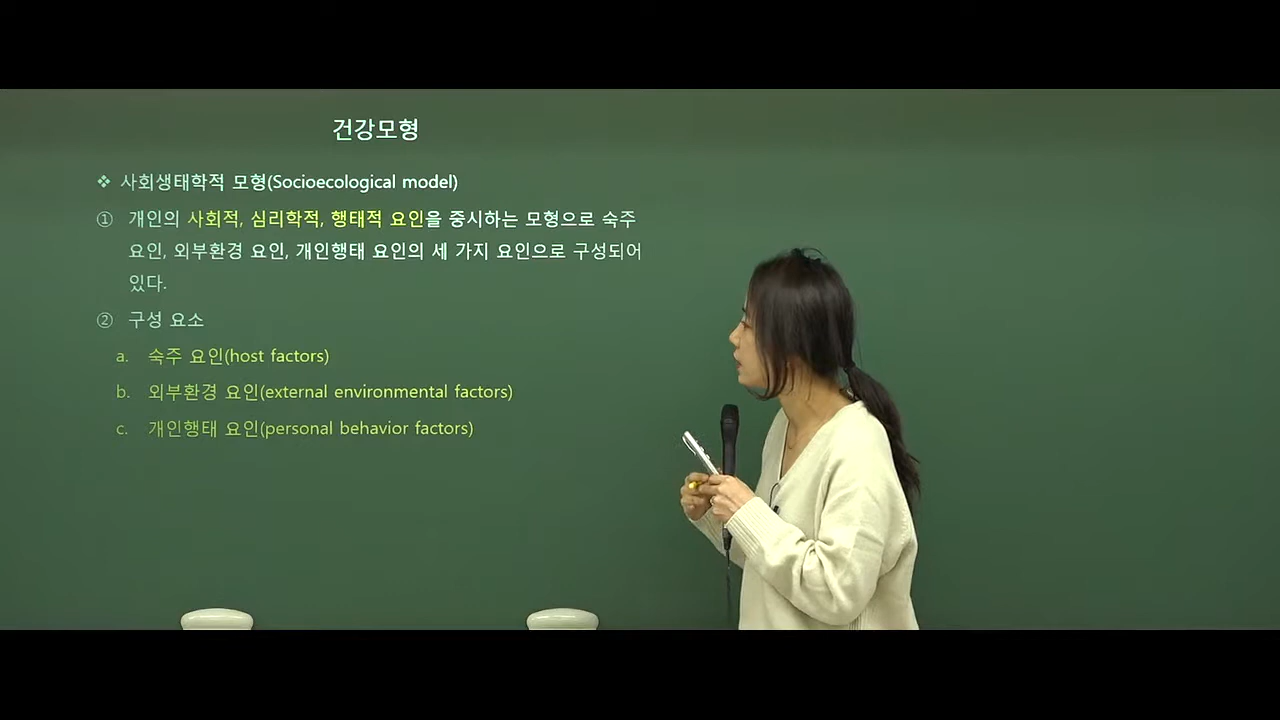 건강모형
❖ 사회생태학적 모형(Socioecological model)
① 개인의 사회적, 심리학적, 행태적 요인을 중시하는 모형으로 숙주
요인, 외부환경 요인, 개인행태 요인의 세 가지 요인으로 구성되어
있다.
② 구성 요소
a. 숙주 요인(host factors)
b. 외부환경 요인(external environmental factors)
c. 개인행태 요인(personal behavior factors)